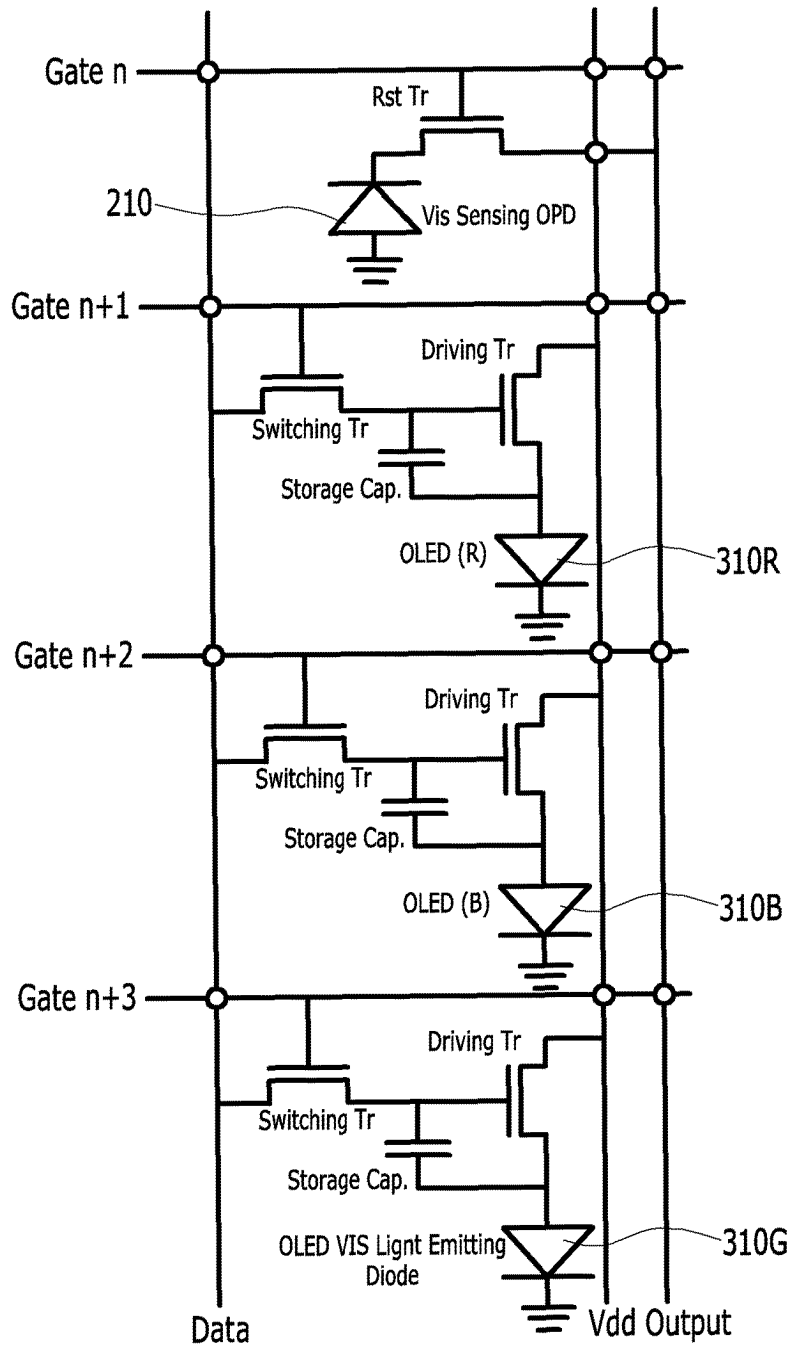 Gate n
Rst Tr
210
Vis Sensing OPD
Gate n+1
Driving Tr
Switching Tr
Storage Cap.
OLED (R)
310R
Gate n+2
Driving Tr
Switching Tr
Storage Cap.
OLED (B)
310B
Gate n+3
Driving Tr
Switching Tr
Storage Cap.
OLED VIS Lignt Emitting
Diode
310G
Data
Vdd Output